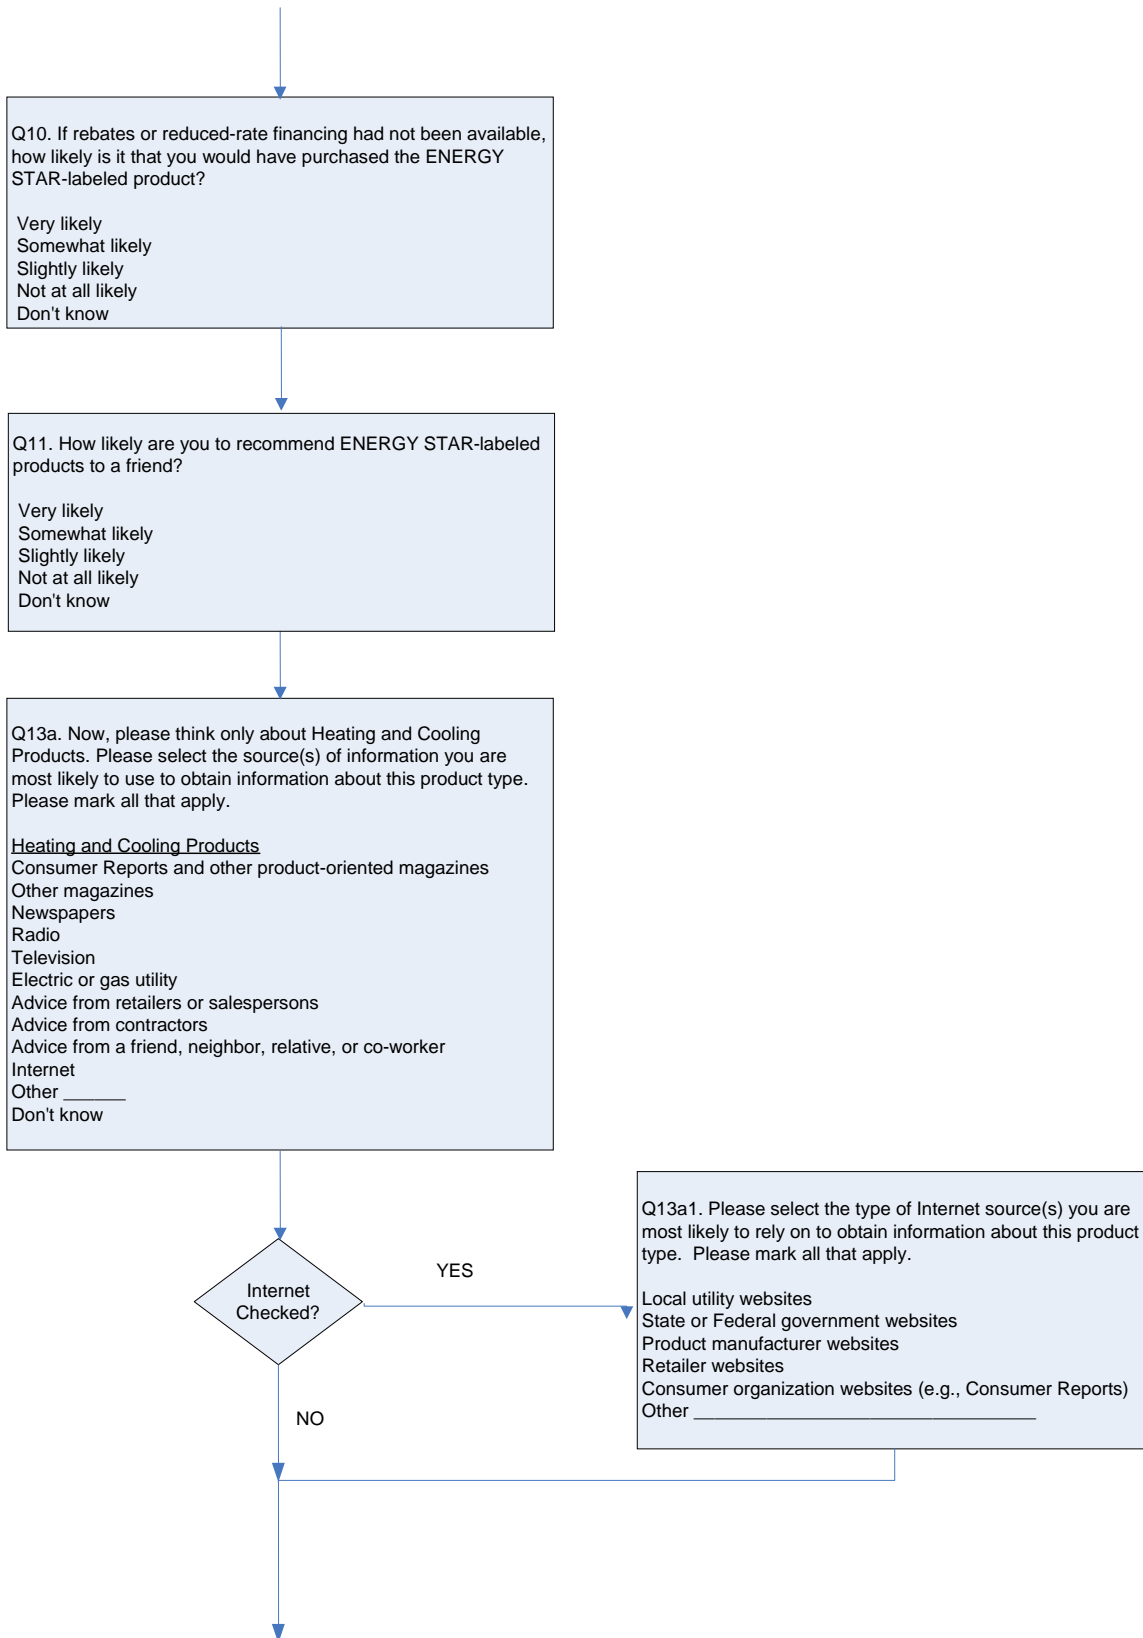 Q10. If rebates or reduced-rate financing had not been available,
how likely is it that you would have purchased the ENERGY
STAR-labeled product?
Very likely
Somewhat likely
Slightly likely
Not at all likely
Don't know
Q11. How likely are you to recommend ENERGY STAR-labeled
products to a friend?
Very likely
Somewhat likely
Slightly likely
Not at all likely
Don't know
Q13a. Now, please think only about Heating and Cooling
Products. Please select the source(s) of information you are
most likely to use to obtain information about this product type.
Please mark all that apply.
Heating and Cooling Products
Consumer Reports and other product-oriented magazines
Other magazines
Newspapers
Radio
Television
Electric or gas utility
Advice from retailers or salespersons
Advice from contractors
Advice from a friend, neighbor, relative, or co-worker
Internet
Other ______
Don't know
Internet
Checked?
YES
Q13a1. Please select the type of Internet source(s) you are
most likely to rely on to obtain information about this product
type.  Please mark all that apply.
Local utility websites
State or Federal government websites
Product manufacturer websites
Retailer websites
Consumer organization websites (e.g., Consumer Reports)
Other _________________________________
NO